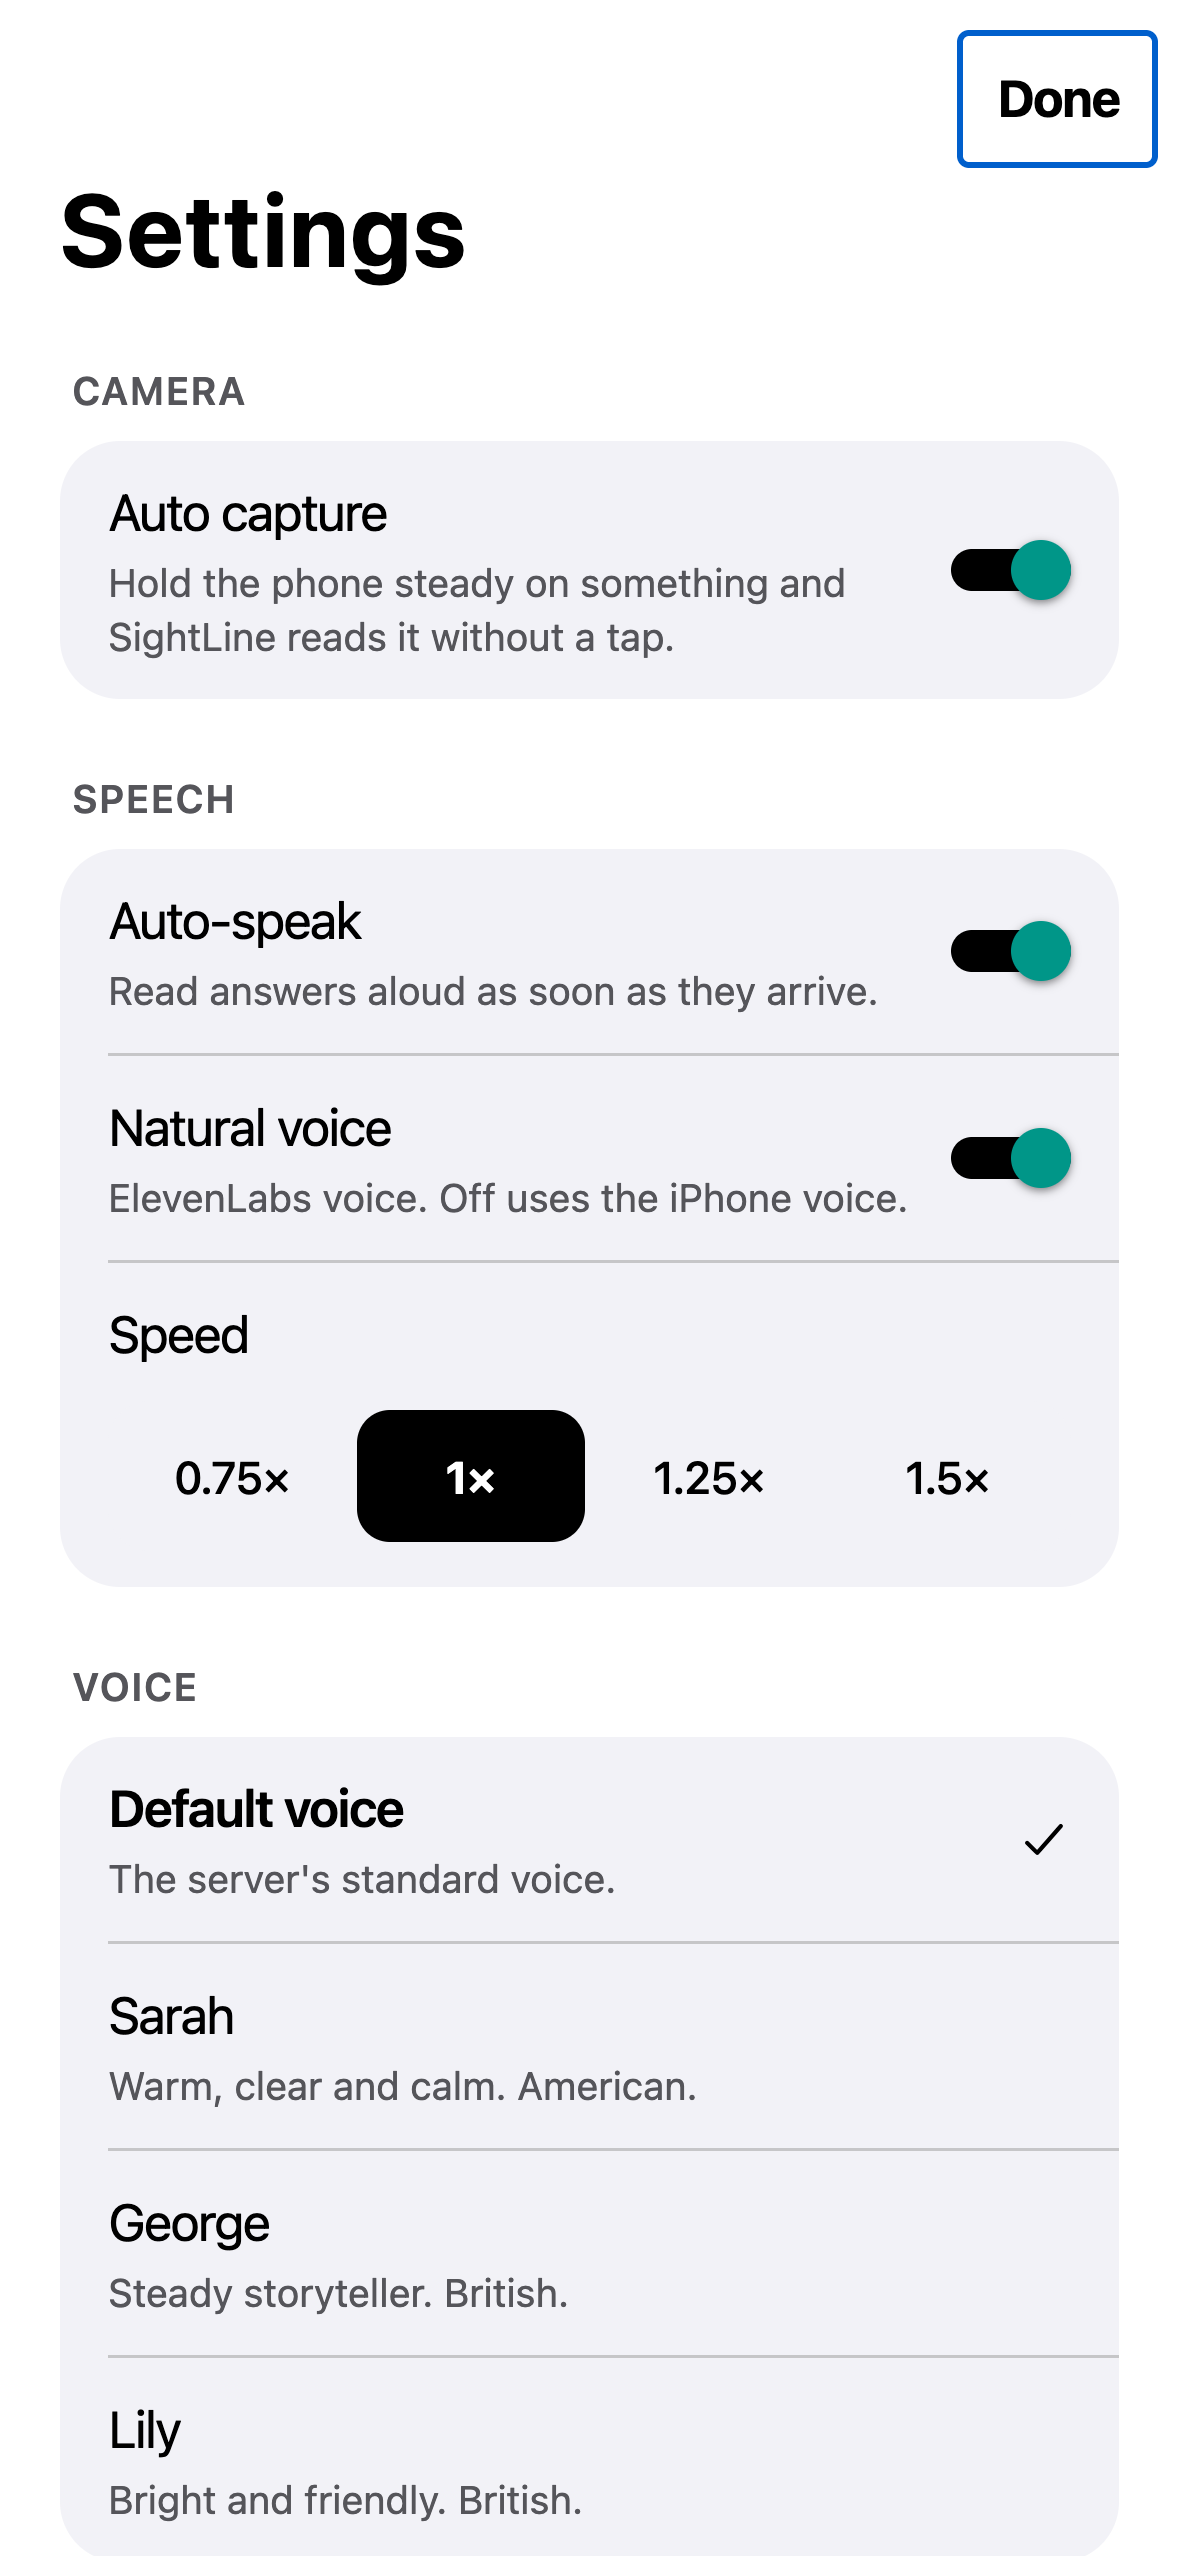 Done
Settings
CAMERA
Auto capture
Hold the phone steady on something and
SightLine reads it without a tap.
SPEECH
Auto-speak
Read answers aloud as soon as they arrive.
Natural voice
ElevenLabs voice. Off uses the iPhone voice.
Speed
0.75× 1× 1.25× 1.5×
VOICE
Default voice
The server's standard voice.
Sarah
Warm, clear and calm. American.
George
Steady storyteller. British.
Lily
Bright and friendly. British.